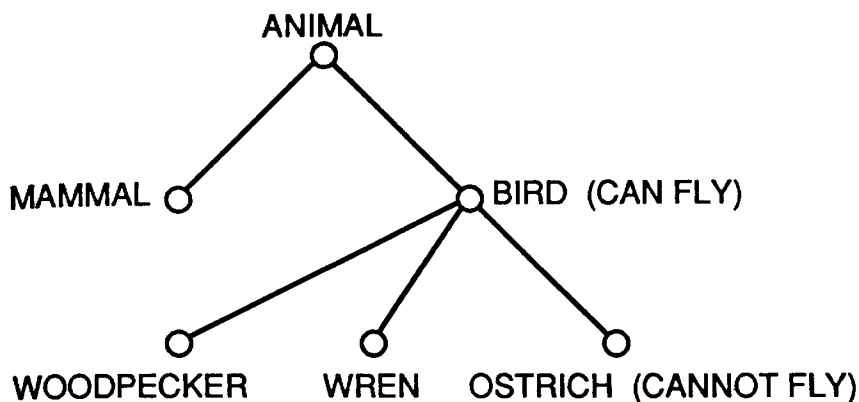 ANIMAL
MAMMAL
BIRD (CAN FLY)
WOODPECKER
WREN
OSTRICH (CANNOT FLY)